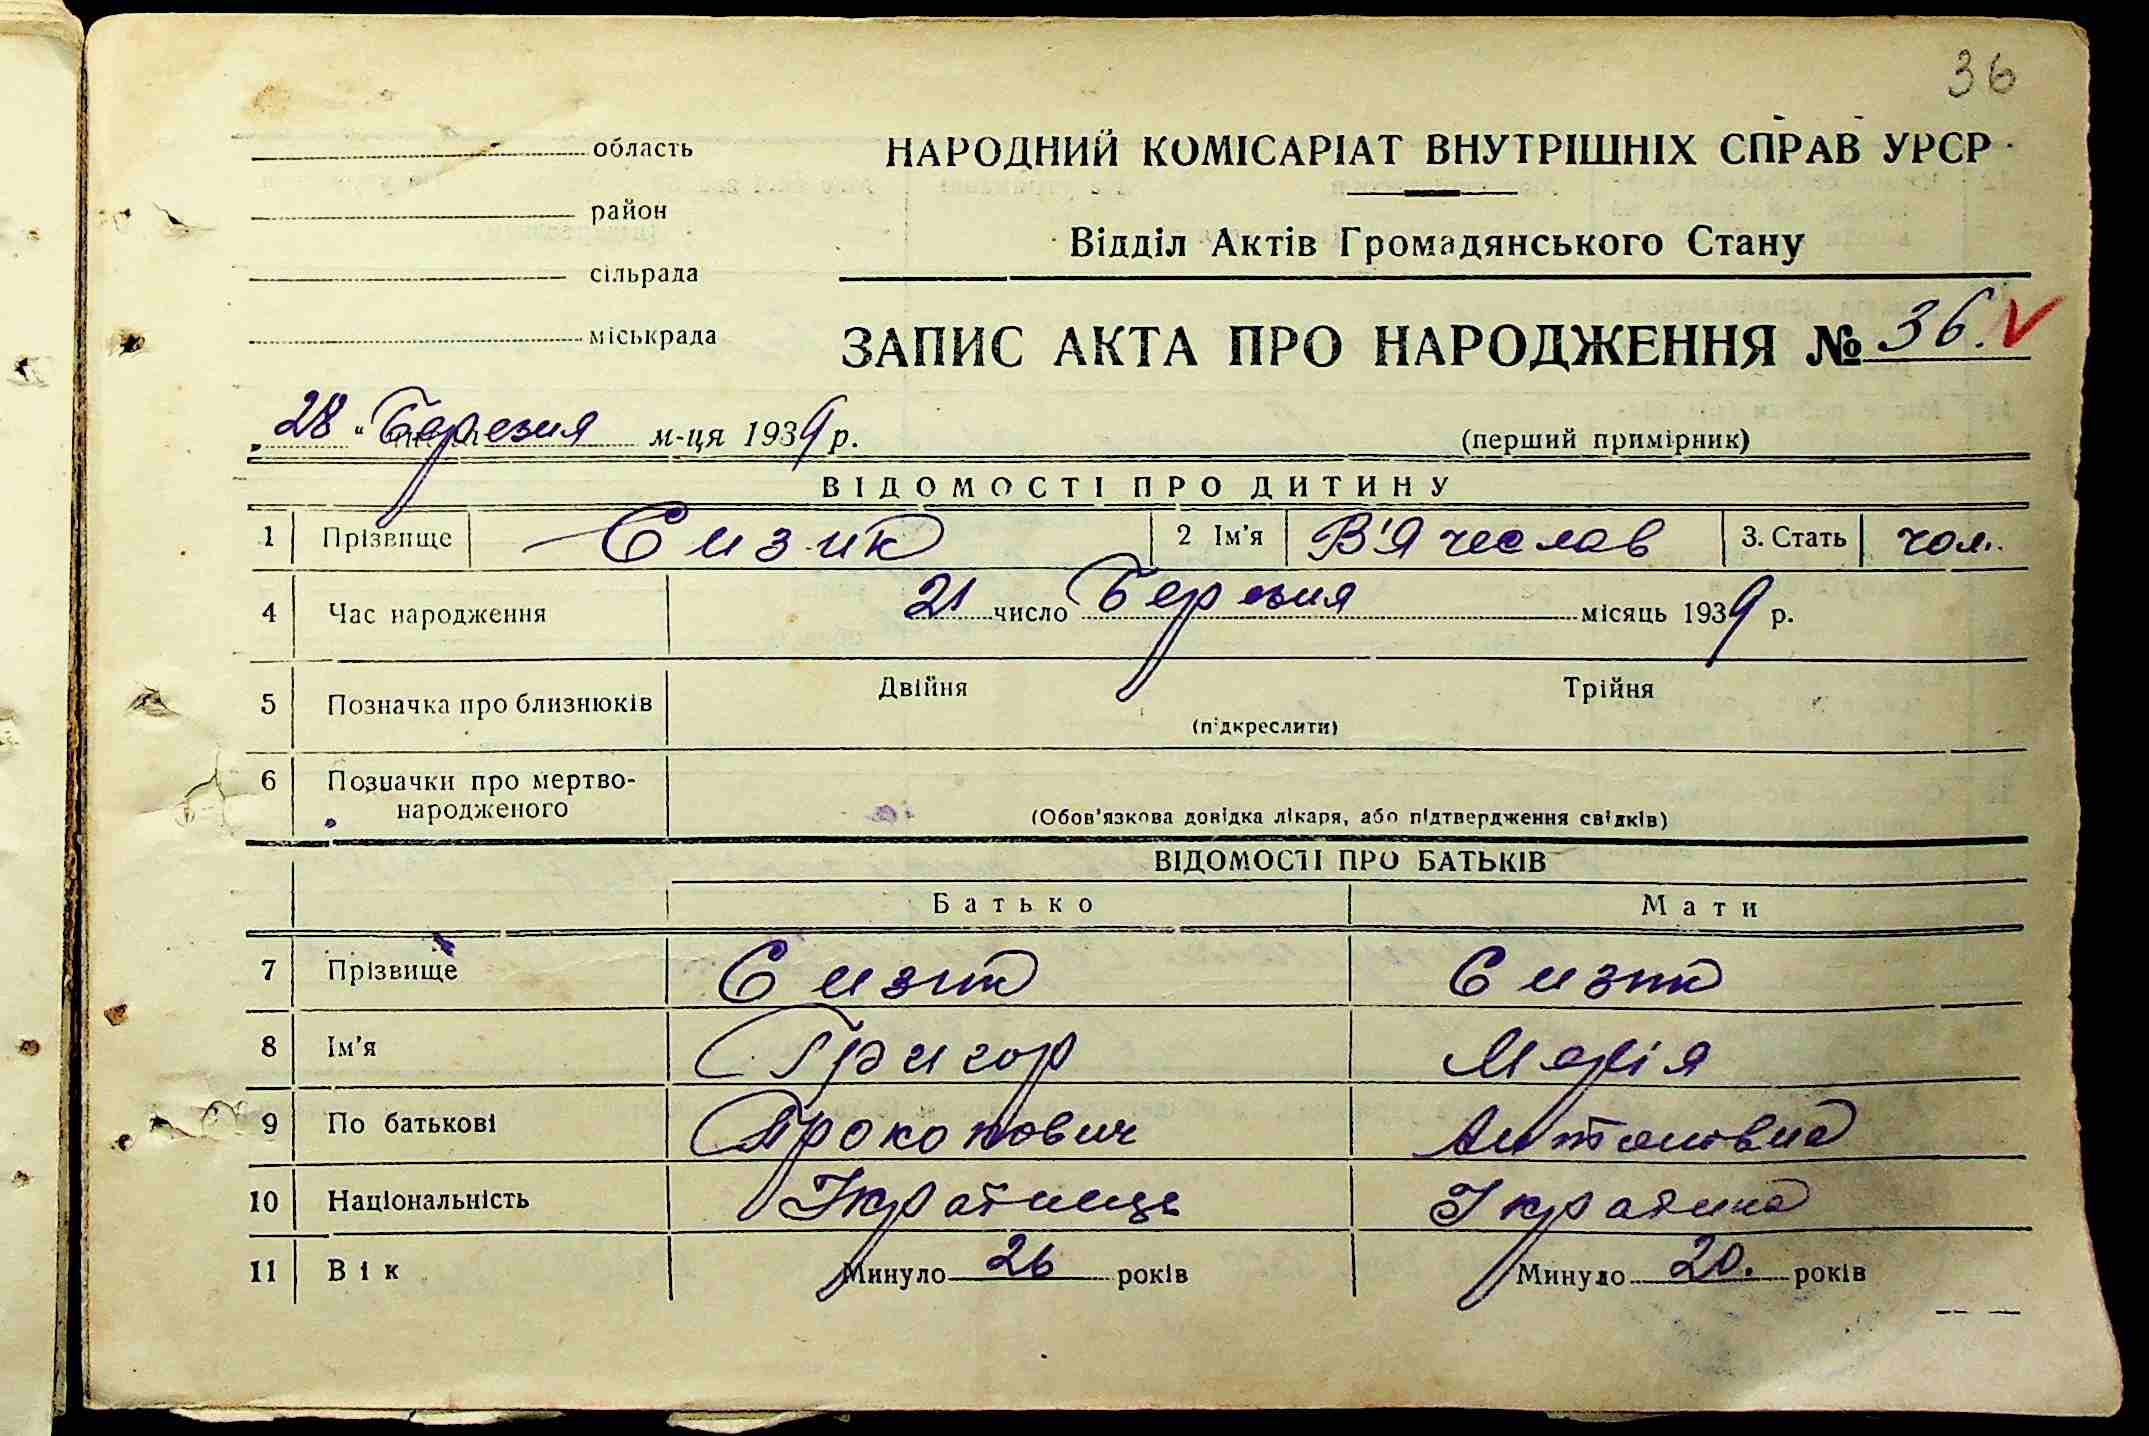 36
область
НАРОДНИЙ КОМІСАРІАТ ВНУТРІШНІХ СПРАВ УРСР
район
Відділ Актів Громадянського Стану
сільрада
міськрада
ЗАПИС АКТА ПРО НАРОДЖЕННЯ № 36. V
„28" Березня м-ця 1939 р.
(перший примірник)
ВІДОМОСТІ ПРО ДИТИНУ
1 Прізвище Сизик 2 Ім'я В'ячеслав 3. Стать чол.
4 Час народження 21 число Березня місяць 1939 р.
5 Позначка про близнюків Двійня Трійня
(підкреслити)
6 Позначки про мертво-
народженого
(Обов'язкова довідка лікаря, або підтвердження свідків)
ВІДОМОСТІ ПРО БАТЬКІВ
Батько Мати
7 Прізвище Сизик Сизик
8 Ім'я Григор Марія
9 По батькові Прокопович Антоновна
10 Національність Українець Українка
11 Вік Минуло 26 років Минуло 20. років